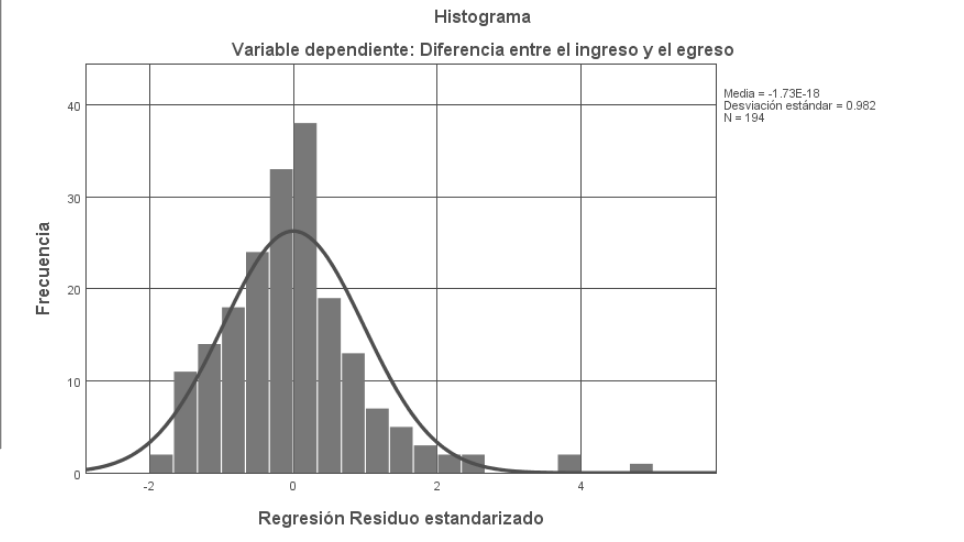 Histograma
Variable dependiente: Diferencia entre el ingreso y el egreso
Media = -1.73E-18
Desviación estándar = 0.982
N = 194
Frecuencia
40
30
20
10
0
-2 0 2 4
Regresión Residuo estandarizado